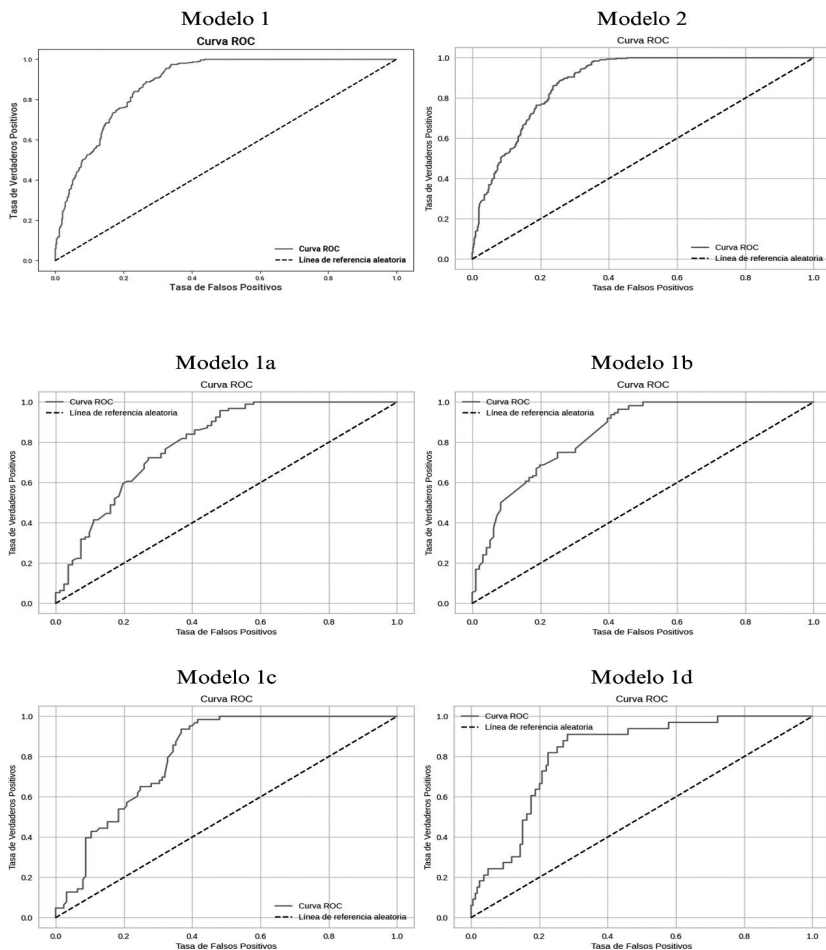 Modelo 1
Curva ROC
Tasa de Verdaderos Positivos
1.0
0.8
0.6
0.4
0.2
0.0
Curva ROC
Línea de referencia aleatoria
0.0 0.2 0.4 0.6 0.8 1.0
Tasa de Falsos Positivos
Modelo 2
Curva ROC
Tasa de Verdaderos Positivos
1.0
0.8
0.6
0.4
0.2
0.0
Curva ROC
Línea de referencia aleatoria
0.0 0.2 0.4 0.6 0.8 1.0
Tasa de Falsos Positivos
Modelo 1a
Curva ROC
Curva ROC
Línea de referencia aleatoria
Tasa de Verdaderos Positivos
1.0
0.8
0.6
0.4
0.2
0.0
0.0 0.2 0.4 0.6 0.8 1.0
Tasa de Falsos Positivos
Modelo 1b
Curva ROC
Curva ROC
Línea de referencia aleatoria
Tasa de Verdaderos Positivos
1.0
0.8
0.6
0.4
0.2
0.0
0.0 0.2 0.4 0.6 0.8 1.0
Tasa de Falsos Positivos
Modelo 1c
Curva ROC
Tasa de Verdaderos Positivos
1.0
0.8
0.6
0.4
0.2
0.0
Curva ROC
Línea de referencia aleatoria
0.0 0.2 0.4 0.6 0.8 1.0
Tasa de Falsos Positivos
Modelo 1d
Curva ROC
Curva ROC
Línea de referencia aleatoria
Tasa de Verdaderos Positivos
1.0
0.8
0.6
0.4
0.2
0.0
0.0 0.2 0.4 0.6 0.8 1.0
Tasa de Falsos Positivos